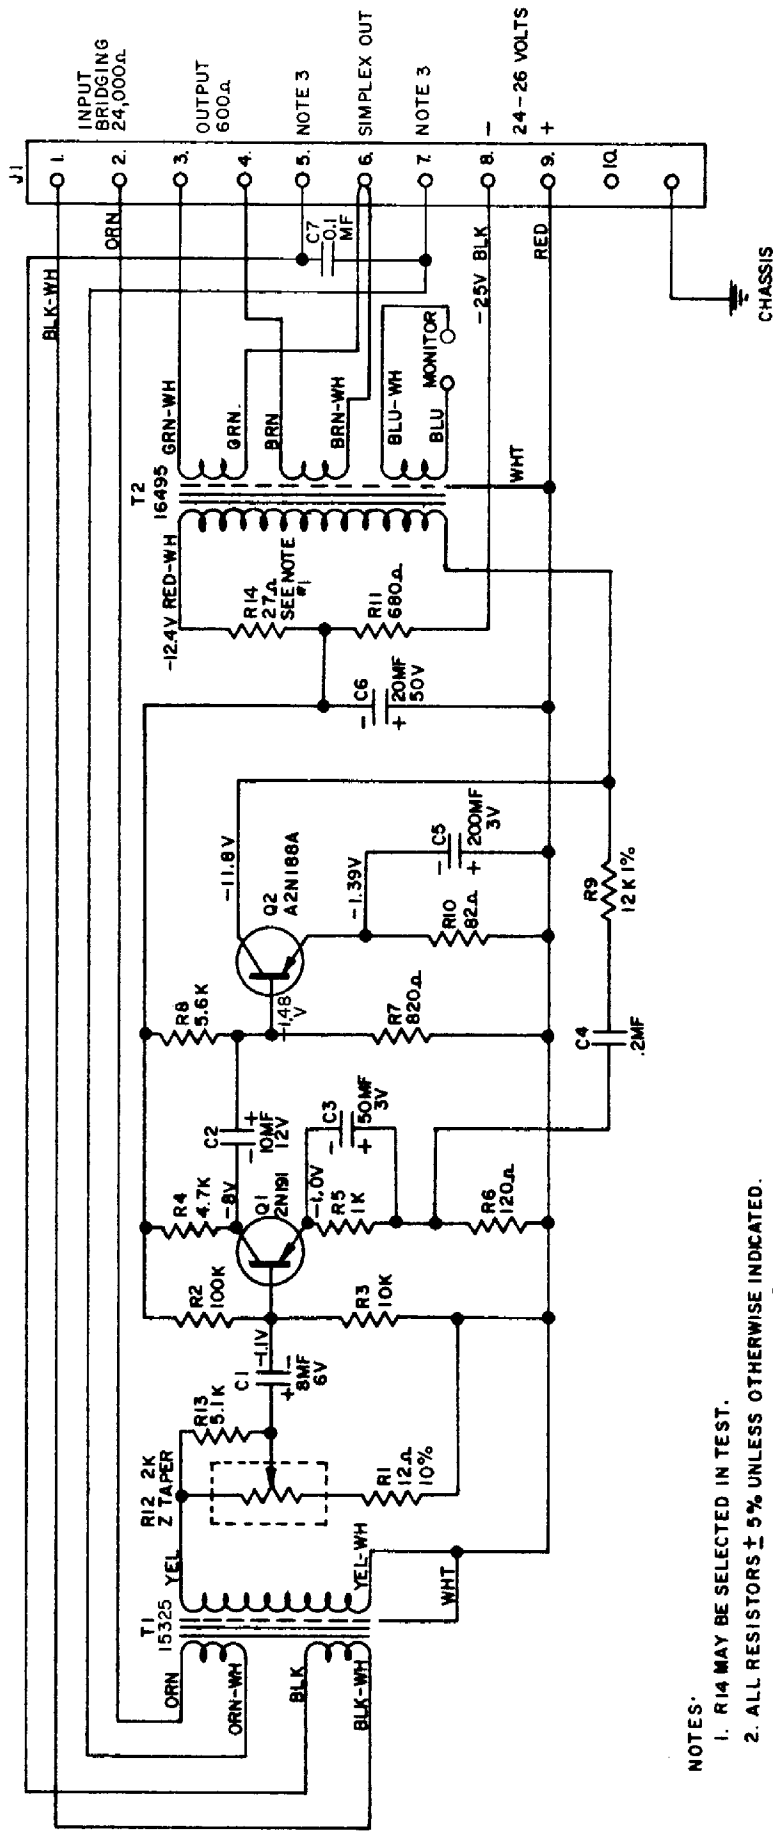 J1
1.
2.
3.
4.
5.
6.
7.
8.
9.
10.
INPUT
BRIDGING
24,000Ω
OUTPUT
600Ω
NOTE 3
SIMPLEX OUT
NOTE 3
-
24-26 VOLTS
+
CHASSIS
BLK-WH
ORN
C7
0.1
MF
-25V BLK
RED
GRN-WH
GRN.
BRN
BRN-WH
BLU-WH
BLU
MONITOR
T2
16495
WHT
-12.4V RED-WH
R14
27Ω
SEE NOTE
#1
R11
680Ω
C6
-
+
20MF
50V
-11.8V
Q2
A2N188A
-1.39V
C5
-
+
200MF
3V
R10
82Ω
R9
12K 1%
C4
.2MF
R8
5.6K
-1.48
V
R7
820Ω
C2
-
+
10MF
12V
R4
4.7K
-8V
Q1
2N191
-1.0V
C3
-
+
50MF
3V
R5
1K
R6
120Ω
R2
100K
R3
10K
-1.1V
C1
+
-
8MF
6V
R13
5.1K
R12 2K
Z TAPER
R1
12Ω
10%
YEL
YEL-WH
WHT
T1
15325
ORN
ORN-WH
BLK
BLK-WH
NOTES:
1. R14 MAY BE SELECTED IN TEST.
2. ALL RESISTORS ± 5% UNLESS OTHERWISE INDICATED.